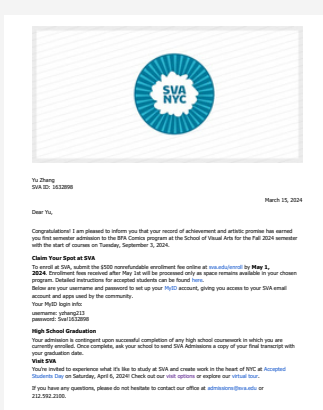 SVA
NYC
Yu Zhang
SVA ID: 1632898
March 15, 2024
Dear Yu,
Congratulations! I am pleased to inform you that your record of achievement and artistic promise has earned
you first semester admission to the BFA Comics program at the School of Visual Arts for the Fall 2024 semester
with the start of courses on Tuesday, September 3, 2024.
Claim Your Spot at SVA
To enroll at SVA, submit the $500 nonrefundable enrollment fee online at sva.edu/enroll by May 1,
2024. Enrollment fees received after May 1st will be processed only as space remains available in your chosen
program. Detailed instructions for accepted students can be found here.
Below are your username and password to set up your MyID account, giving you access to your SVA email
account and apps used by the community.
Your MyID login info:
username: yzhang213
password: Sva!1632898
High School Graduation
Your admission is contingent upon successful completion of any high school coursework in which you are
currently enrolled. Once complete, ask your school to send SVA Admissions a copy of your final transcript with
your graduation date.
Visit SVA
You're invited to experience what it's like to study at SVA and create work in the heart of NYC at Accepted
Students Day on Saturday, April 6, 2024! Check out our visit options or explore our virtual tour.
If you have any questions, please do not hesitate to contact our office at admissions@sva.edu or
212.592.2100.